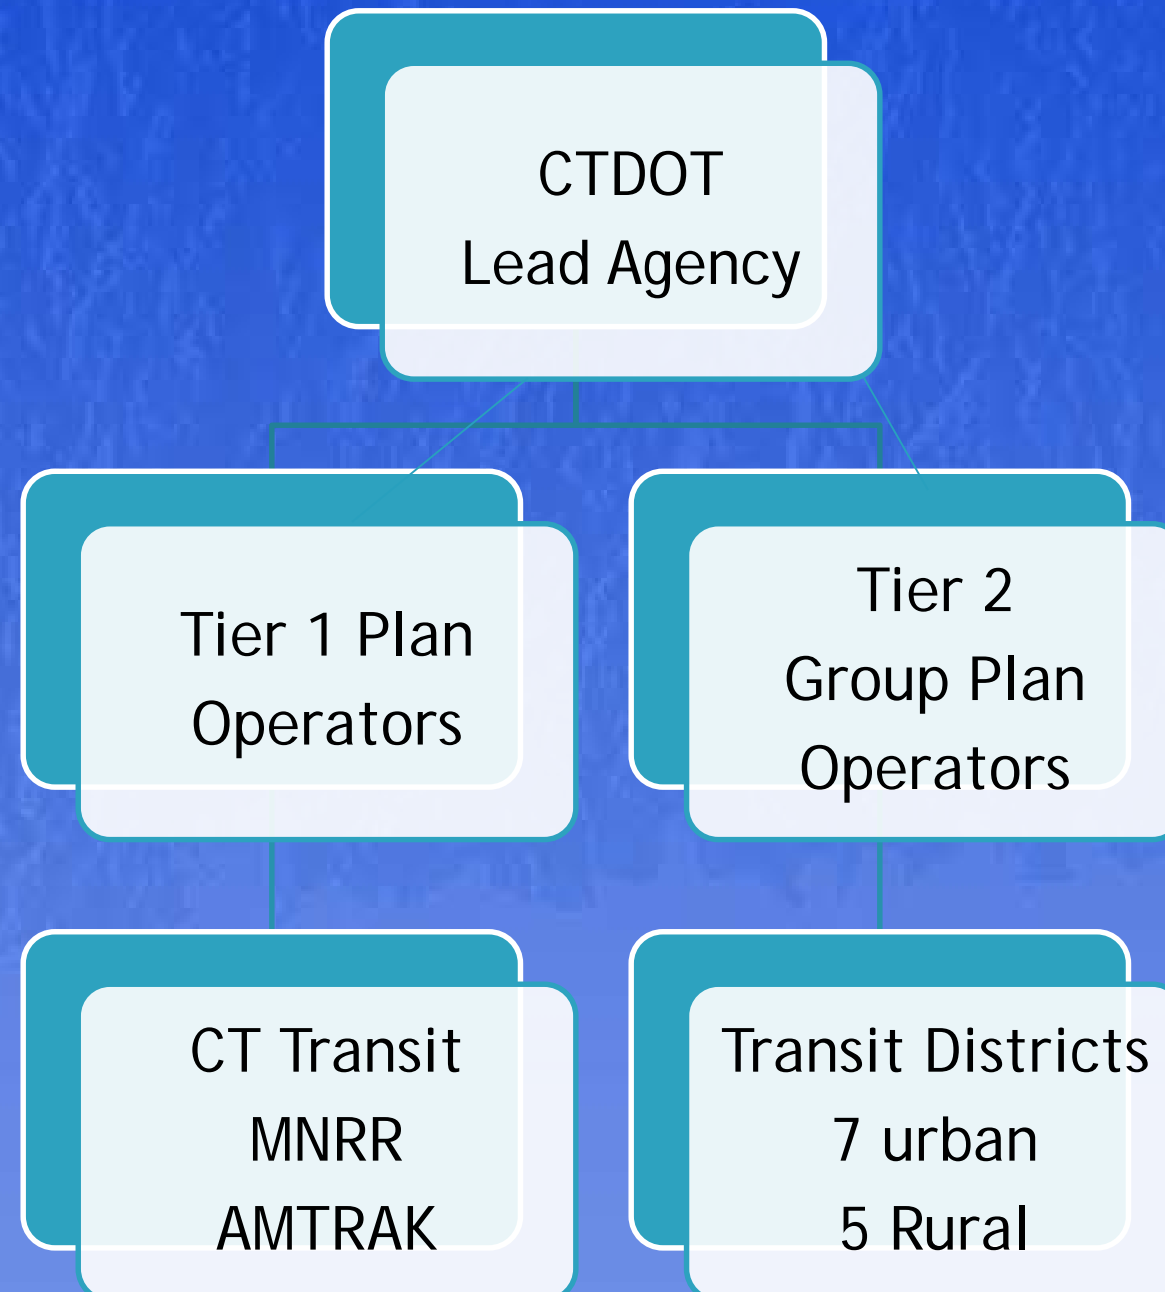 CTDOT
Lead Agency
Tier 1 Plan
Operators
Tier 2
Group Plan
Operators
CT Transit
MNRR
AMTRAK
Transit Districts
7 urban
5 Rural